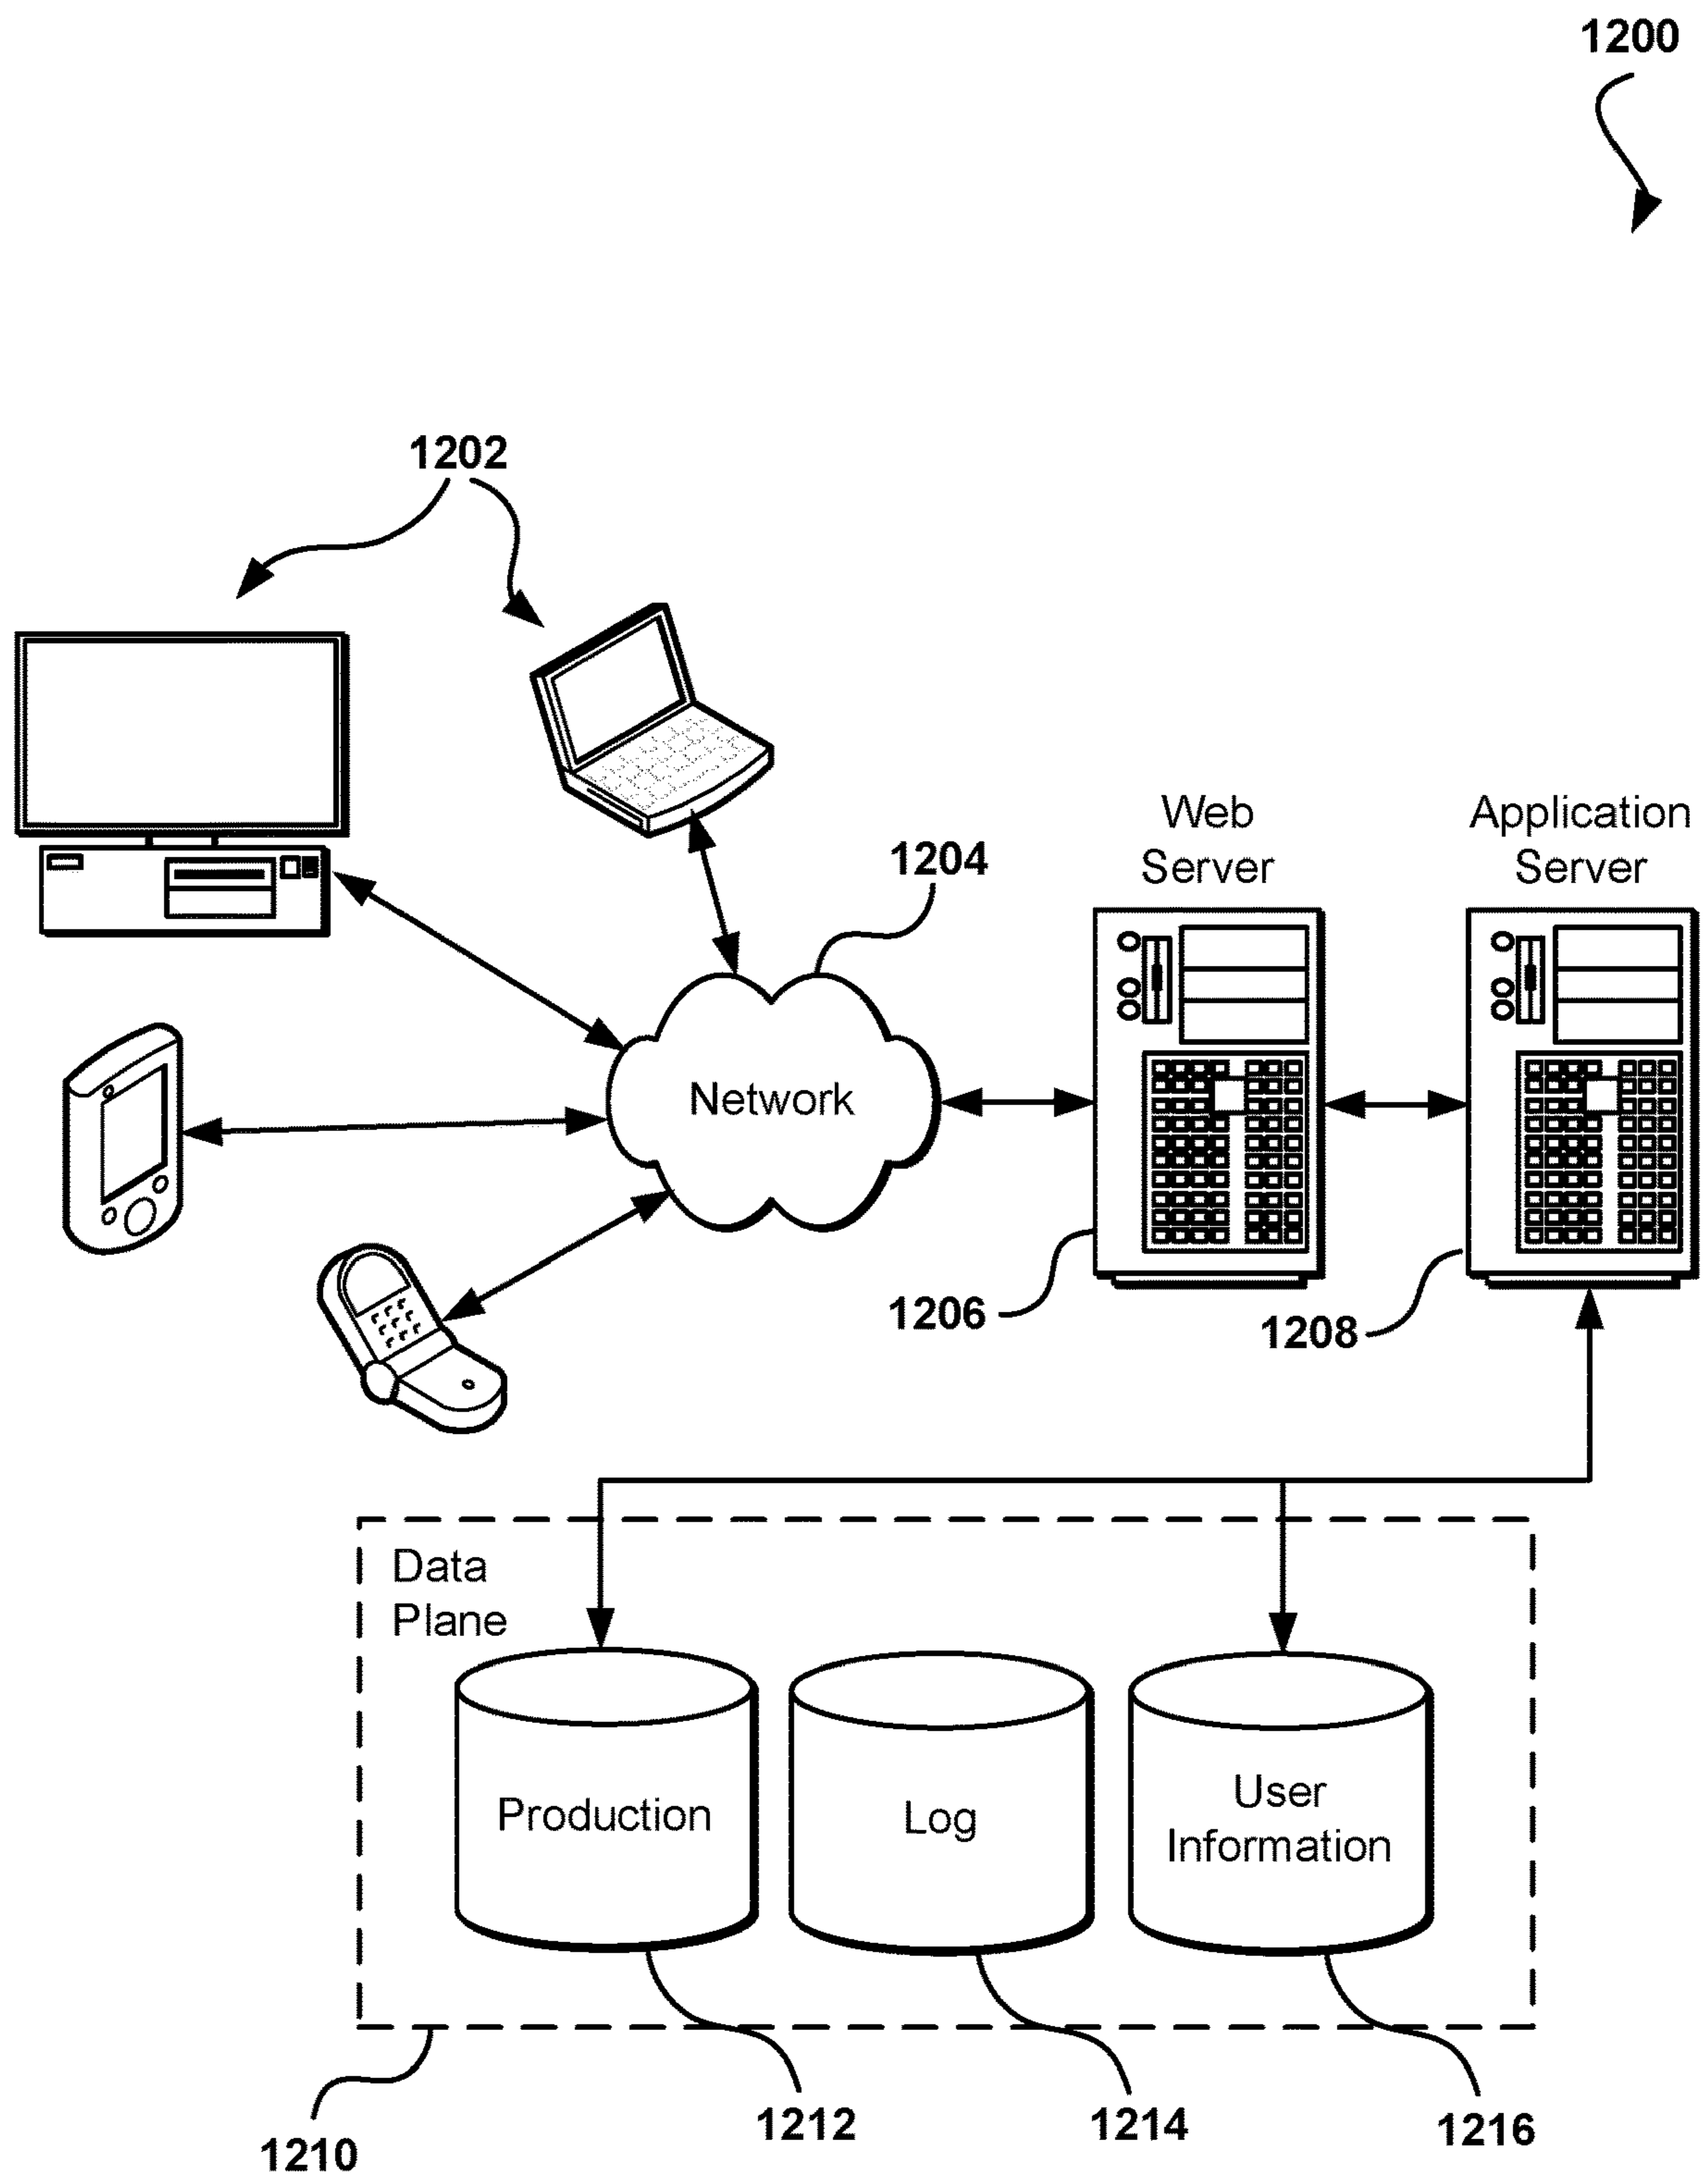 1200
1202
Web
Server
Application
Server
1204
Network
1206
1208
Data
Plane
Production
Log
User
Information
1210
1212
1214
1216